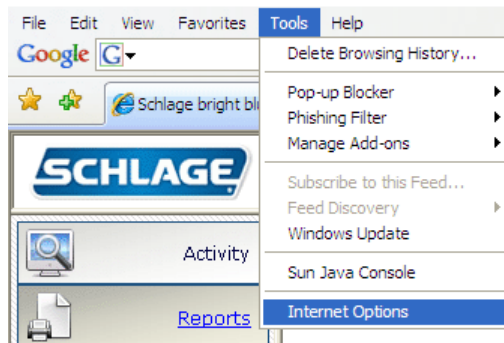 File Edit View Favorites Tools Help
Google G
Delete Browsing History...
Pop-up Blocker
Schlage bright bl
Phishing Filter
Manage Add-ons
SCHLAGE
Subscribe to this Feed...
Feed Discovery
Windows Update
Activity
Sun Java Console
Reports
Internet Options